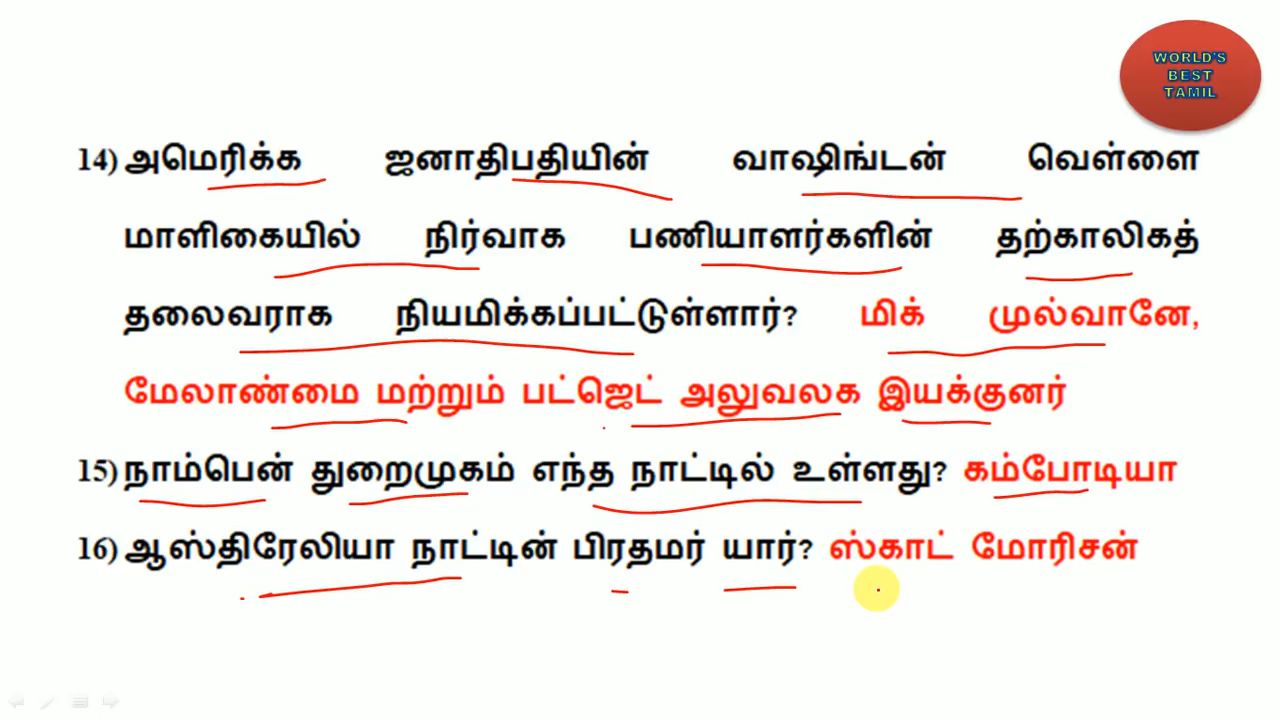 WORLD'S
BEST
TAMIL
14) அமெரிக்க ஜனாதிபதியின் வாஷிங்டன் வெள்ளை
மாளிகையில் நிர்வாக பணியாளர்களின் தற்காலிகத்
தலைவராக நியமிக்கப்பட்டுள்ளார்? மிக் முல்வானே,
மேலாண்மை மற்றும் பட்ஜெட் அலுவலக இயக்குனர்
15) நாம்பென் துறைமுகம் எந்த நாட்டில் உள்ளது? கம்போடியா
16) ஆஸ்திரேலியா நாட்டின் பிரதமர் யார்? ஸ்காட் மோரிசன்